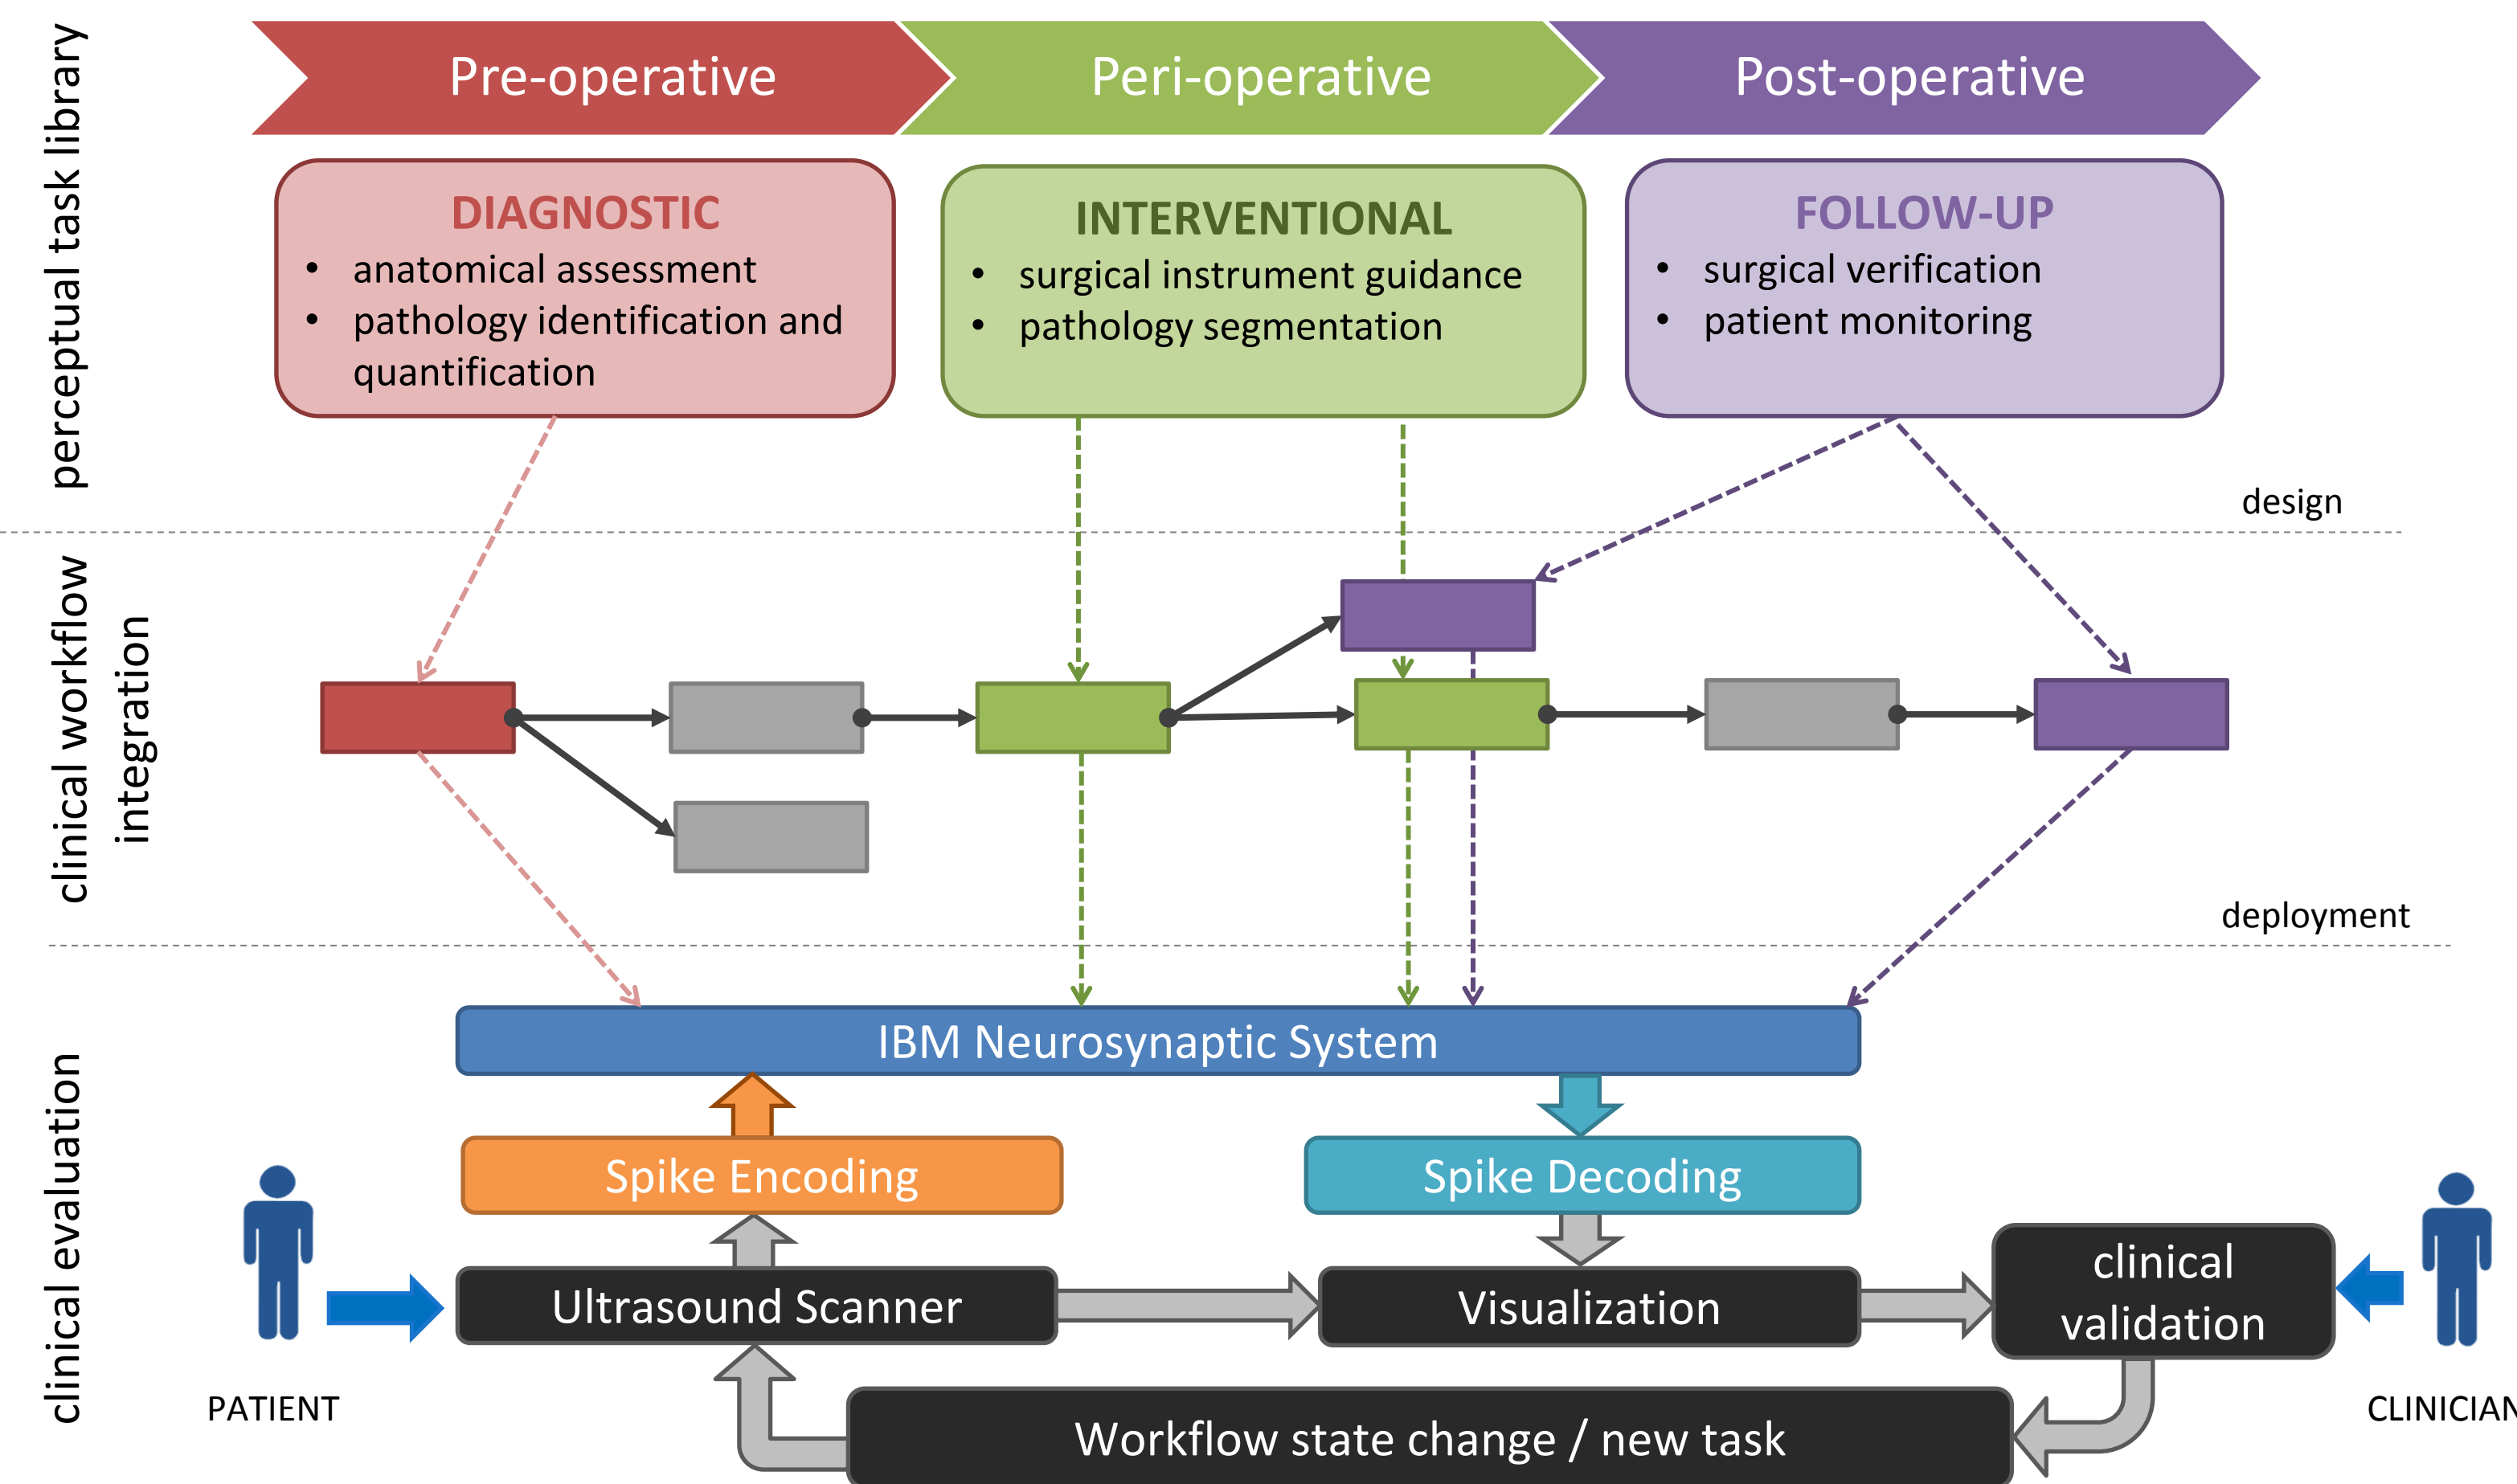 perceptual task library
Pre-operative
Peri-operative
Post-operative
DIAGNOSTIC
• anatomical assessment
• pathology identification and
quantification
INTERVENTIONAL
• surgical instrument guidance
• pathology segmentation
FOLLOW-UP
• surgical verification
• patient monitoring
design
clinical workflow
integration
deployment
clinical evaluation
IBM Neurosynaptic System
Spike Encoding
Spike Decoding
PATIENT
Ultrasound Scanner
Visualization
clinical
validation
CLINICIAN
Workflow state change / new task